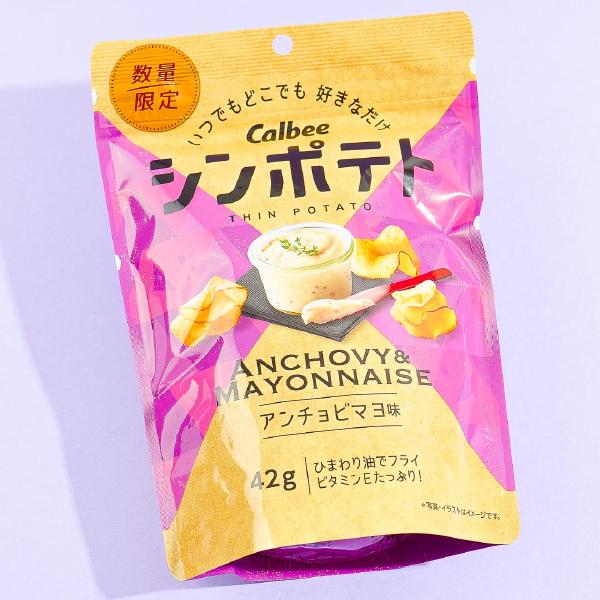 数量
限定
いつでもどこでも 好きなだけ
Calbee
シンポテト
THIN POTATO
ANCHOVY&
MAYONNAISE
アンチョビマヨ味
42g
ひまわり油でフライ
ビタミンEたっぷり!
*写真・イラストはイメージです。